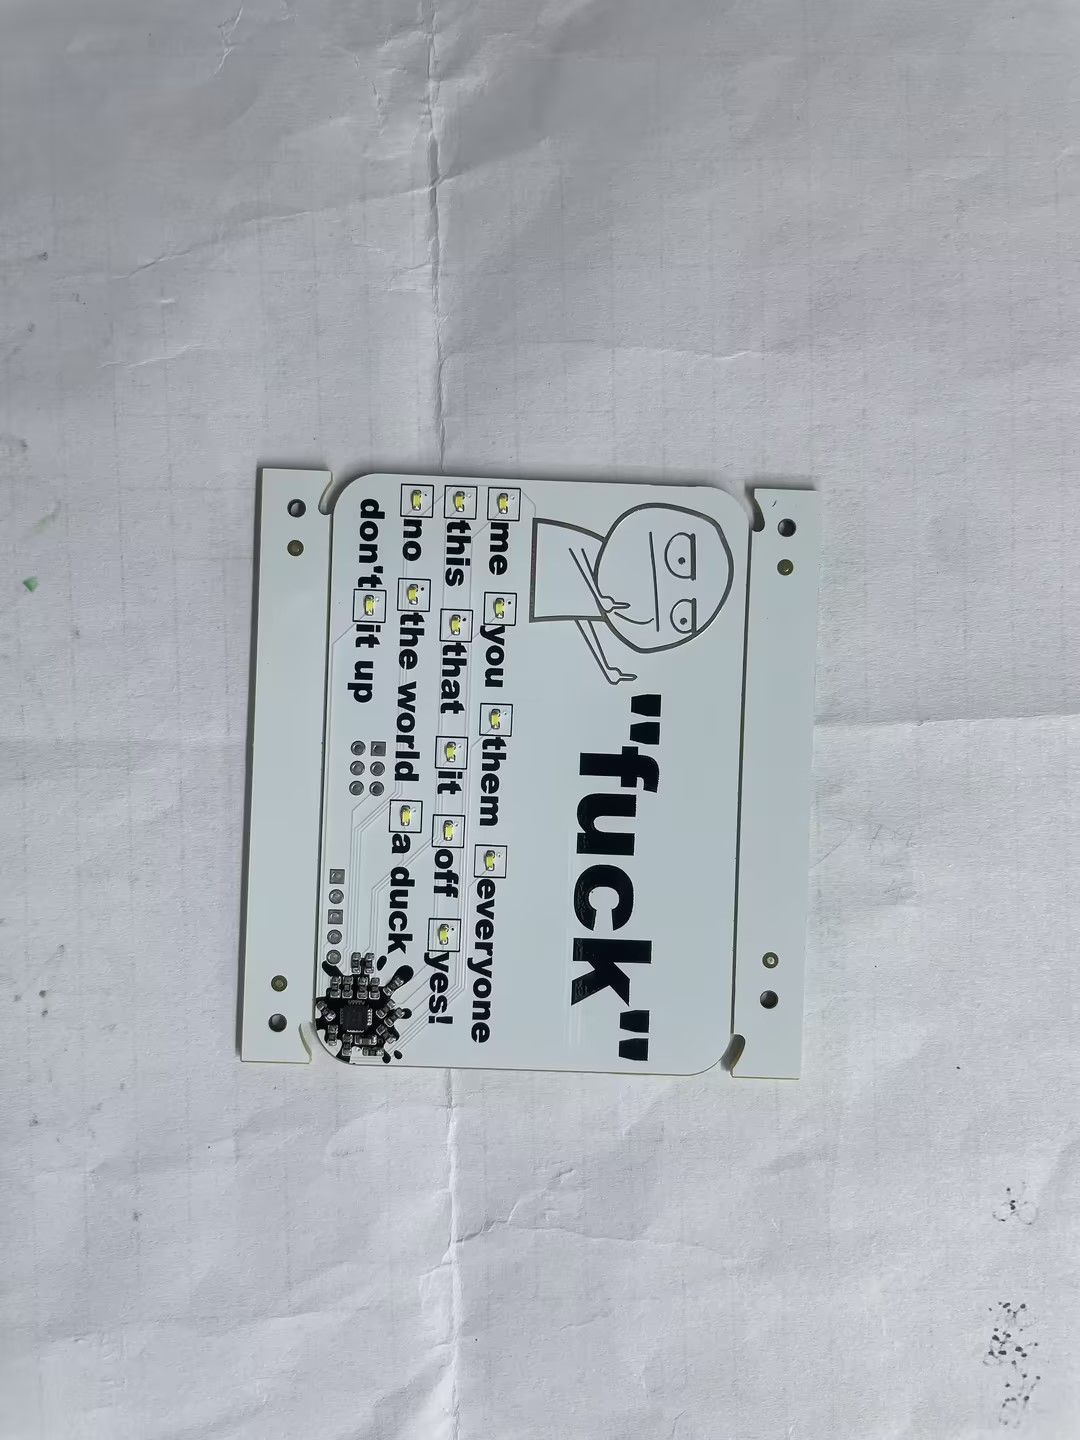 "fuck"
me you them everyone
this that it off yes!
no the world a duck
don't it up